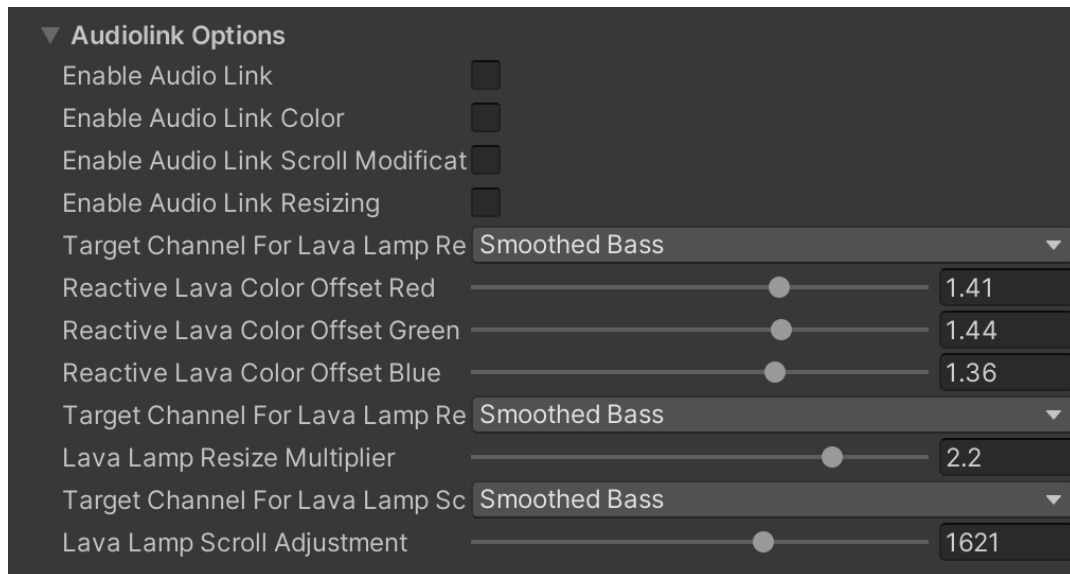 Audiolink Options
Enable Audio Link
Enable Audio Link Color
Enable Audio Link Scroll Modificat
Enable Audio Link Resizing
Target Channel For Lava Lamp Re Smoothed Bass
Reactive Lava Color Offset Red 1.41
Reactive Lava Color Offset Green 1.44
Reactive Lava Color Offset Blue 1.36
Target Channel For Lava Lamp Re Smoothed Bass
Lava Lamp Resize Multiplier 2.2
Target Channel For Lava Lamp Sc Smoothed Bass
Lava Lamp Scroll Adjustment 1621